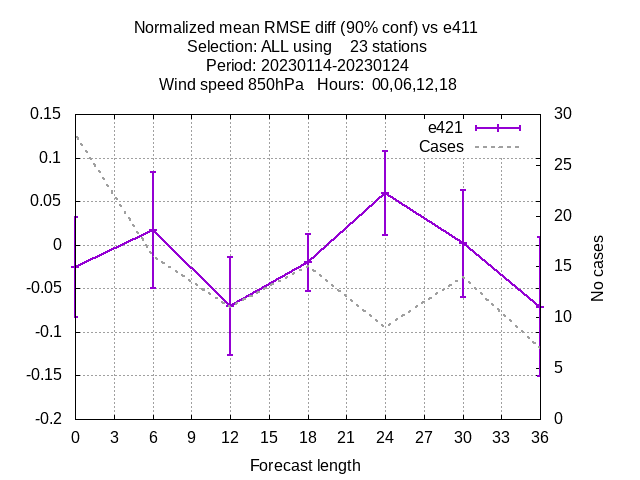 Normalized mean RMSE diff (90% conf) vs e411
Selection: ALL using    23 stations
Period: 20230114-20230124
Wind speed 850hPa   Hours:  00,06,12,18
e421
Cases
0.15
0.1
0.05
0
-0.05
-0.1
-0.15
-0.2
30
25
20
15
10
5
0
No cases
0 3 6 9 12 15 18 21 24 27 30 33 36
Forecast length